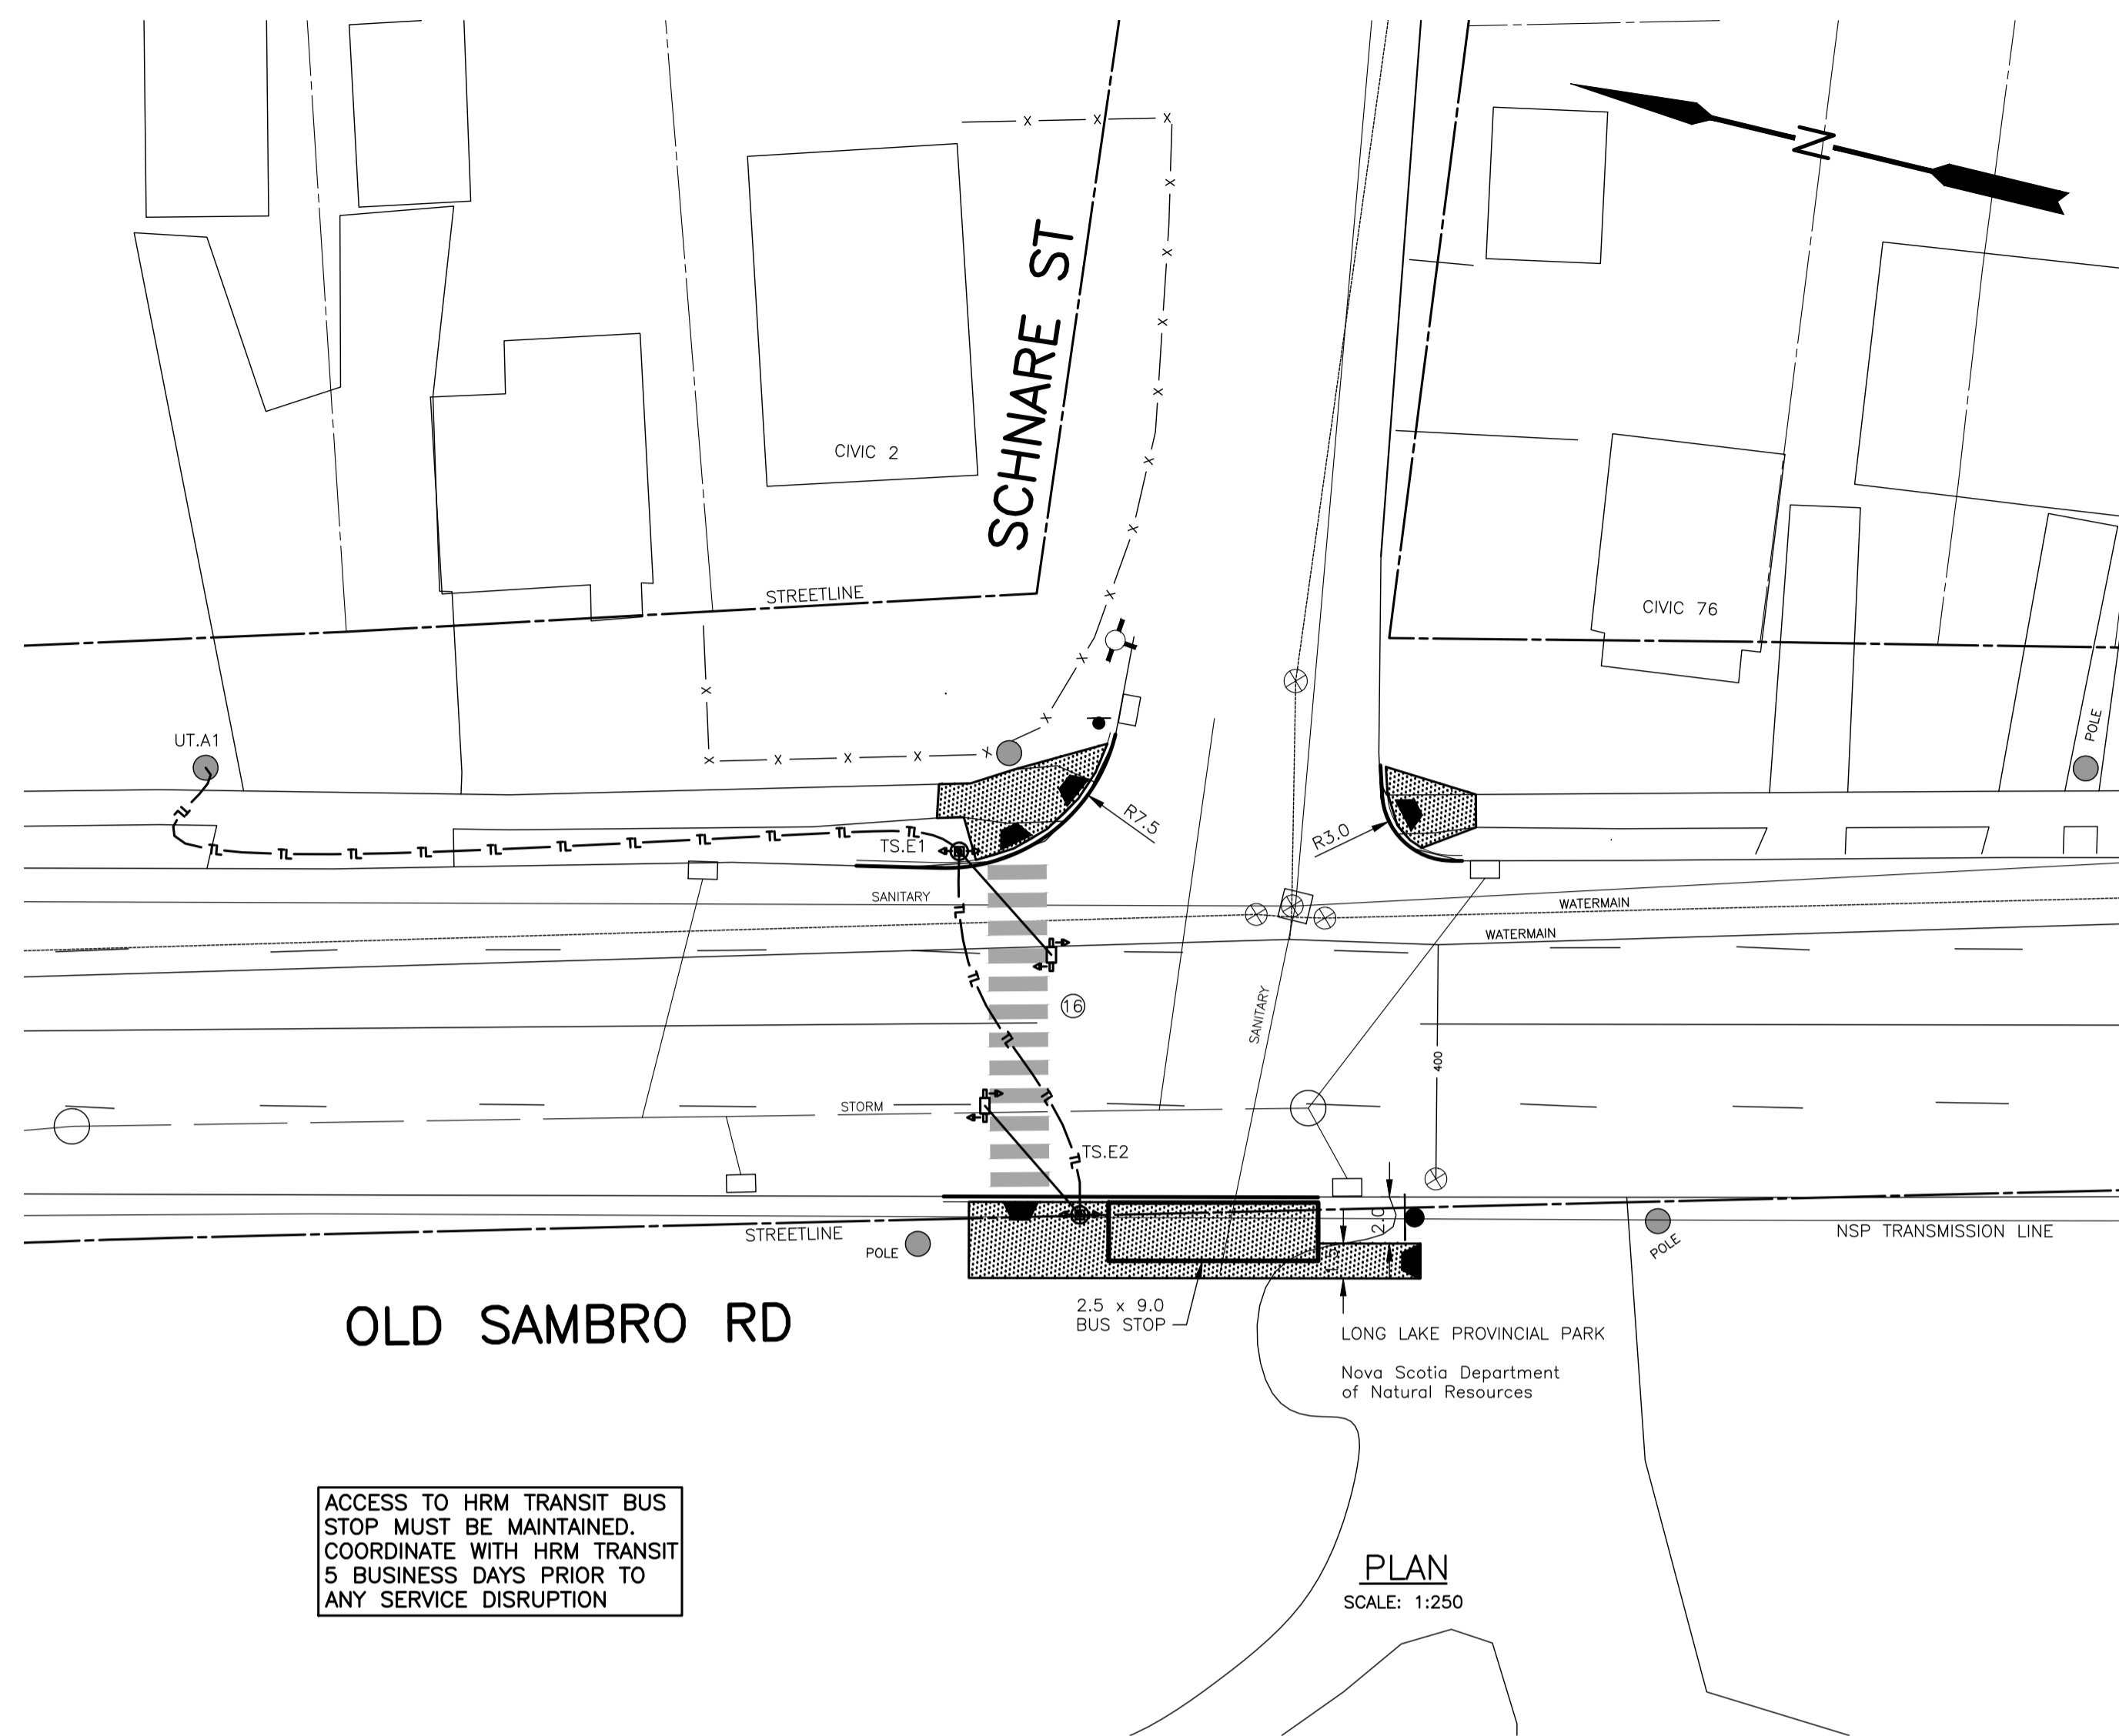 N
SCHNARE ST
CIVIC 2
STREETLINE
CIVIC 76
POLE
UT.A1
R7.5
R3.0
TS.E1
SANITARY
WATERMAIN
WATERMAIN
16
SANITARY
400
STORM
TS.E2
2.0
STREETLINE
POLE
POLE
NSP TRANSMISSION LINE
2.5 x 9.0
BUS STOP
OLD SAMBRO RD
LONG LAKE PROVINCIAL PARK
Nova Scotia Department
of Natural Resources
ACCESS TO HRM TRANSIT BUS
STOP MUST BE MAINTAINED.
COORDINATE WITH HRM TRANSIT
5 BUSINESS DAYS PRIOR TO
ANY SERVICE DISRUPTION
PLAN
SCALE: 1:250